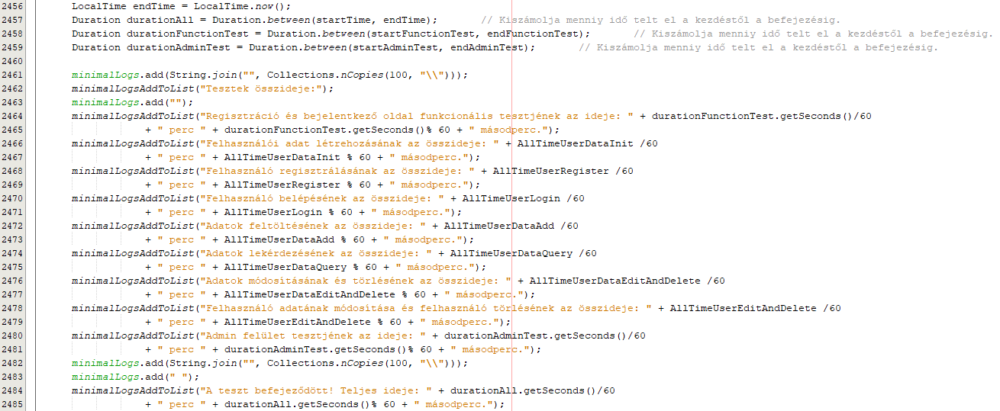 2456 LocalTime endTime = LocalTime.now();
2457 Duration durationAll = Duration.between(startTime, endTime); // Kiszámolja menniy idő telt el a kezdéstől a befejezésig.
2458 Duration durationFunctionTest = Duration.between(startFunctionTest, endFunctionTest); // Kiszámolja menniy idő telt el a kezdéstől a befejezésig.
2459 Duration durationAdminTest = Duration.between(startAdminTest, endAdminTest); // Kiszámolja menniy idő telt el a kezdéstől a befejezésig.
2460
2461 minimalLogs.add(String.join("", Collections.nCopies(100, "\\")));
2462 minimalLogsAddToList("Tesztek összideje:");
2463 minimalLogs.add("");
2464 minimalLogsAddToList("Regisztráció és bejelentkező oldal funkcionális tesztjének az ideje: " + durationFunctionTest.getSeconds()/60
2465 + " perc " + durationFunctionTest.getSeconds()% 60 + " másodperc.");
2466 minimalLogsAddToList("Felhasználói adat létrehozásának az összideje: " + AllTimeUserDataInit /60
2467 + " perc " + AllTimeUserDataInit % 60 + " másodperc.");
2468 minimalLogsAddToList("Felhasználó regisztrálásának az összideje: " + AllTimeUserRegister /60
2469 + " perc " + AllTimeUserRegister % 60 + " másodperc.");
2470 minimalLogsAddToList("Felhasználó belépésének az összideje: " + AllTimeUserLogin /60
2471 + " perc " + AllTimeUserLogin % 60 + " másodperc.");
2472 minimalLogsAddToList("Adatok feltöltésének az összideje: " + AllTimeUserDataAdd /60
2473 + " perc " + AllTimeUserDataAdd % 60 + " másodperc.");
2474 minimalLogsAddToList("Adatok lekérdezésének az összideje: " + AllTimeUserDataQuery /60
2475 + " perc " + AllTimeUserDataQuery % 60 + " másodperc.");
2476 minimalLogsAddToList("Adatok módosításának és törlésének az összideje: " + AllTimeUserDataEditAndDelete /60
2477 + " perc " + AllTimeUserDataEditAndDelete % 60 + " másodperc.");
2478 minimalLogsAddToList("Felhasználó adatának módosítása és felhasználó törlésének az összideje: " + AllTimeUserEditAndDelete /60
2479 + " perc " + AllTimeUserEditAndDelete % 60 + " másodperc.");
2480 minimalLogsAddToList("Admin felület tesztjének az ideje: " + durationAdminTest.getSeconds()/60
2481 + " perc " + durationAdminTest.getSeconds()% 60 + " másodperc.");
2482 minimalLogs.add(String.join("", Collections.nCopies(100, "\\")));
2483 minimalLogs.add(" ");
2484 minimalLogsAddToList("A teszt befejeződött! Teljes ideje: " + durationAll.getSeconds()/60
2485 + " perc " + durationAll.getSeconds()% 60 + " másodperc.");